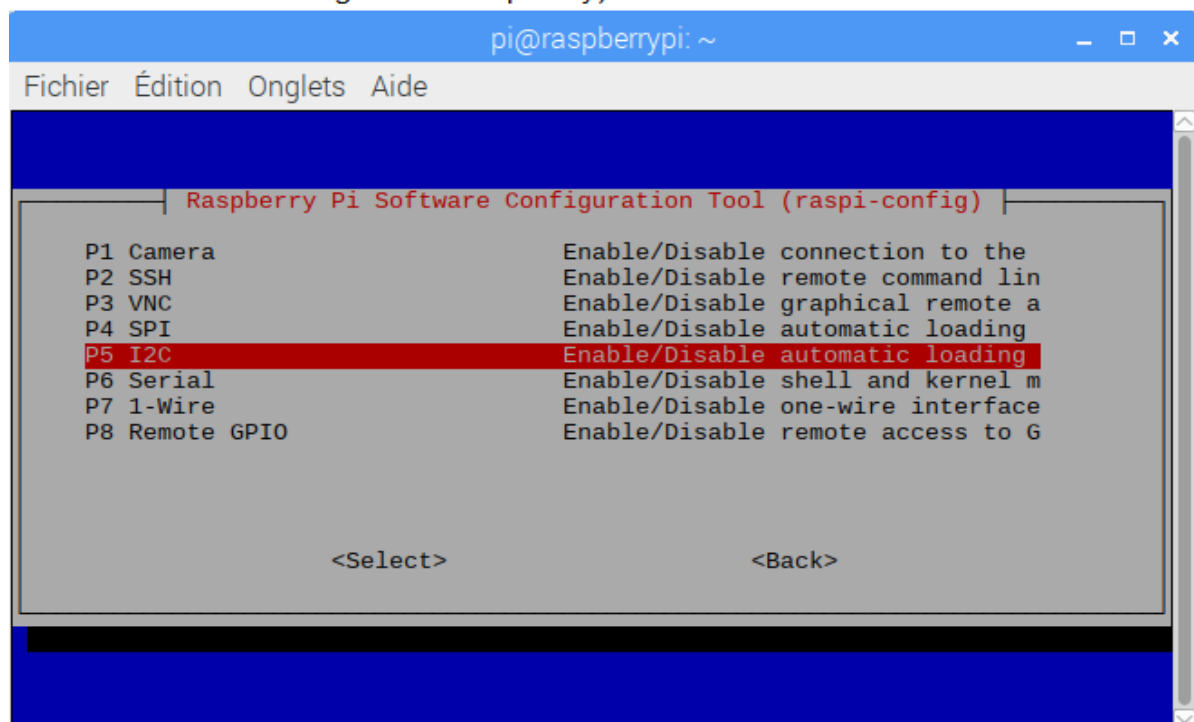 pi@raspberrypi: ~
Fichier Édition Onglets Aide
Raspberry Pi Software Configuration Tool (raspi-config)
P1 Camera Enable/Disable connection to the
P2 SSH Enable/Disable remote command lin
P3 VNC Enable/Disable graphical remote a
P4 SPI Enable/Disable automatic loading
P5 I2C Enable/Disable automatic loading
P6 Serial Enable/Disable shell and kernel m
P7 1-Wire Enable/Disable one-wire interface
P8 Remote GPIO Enable/Disable remote access to G
<Select> <Back>